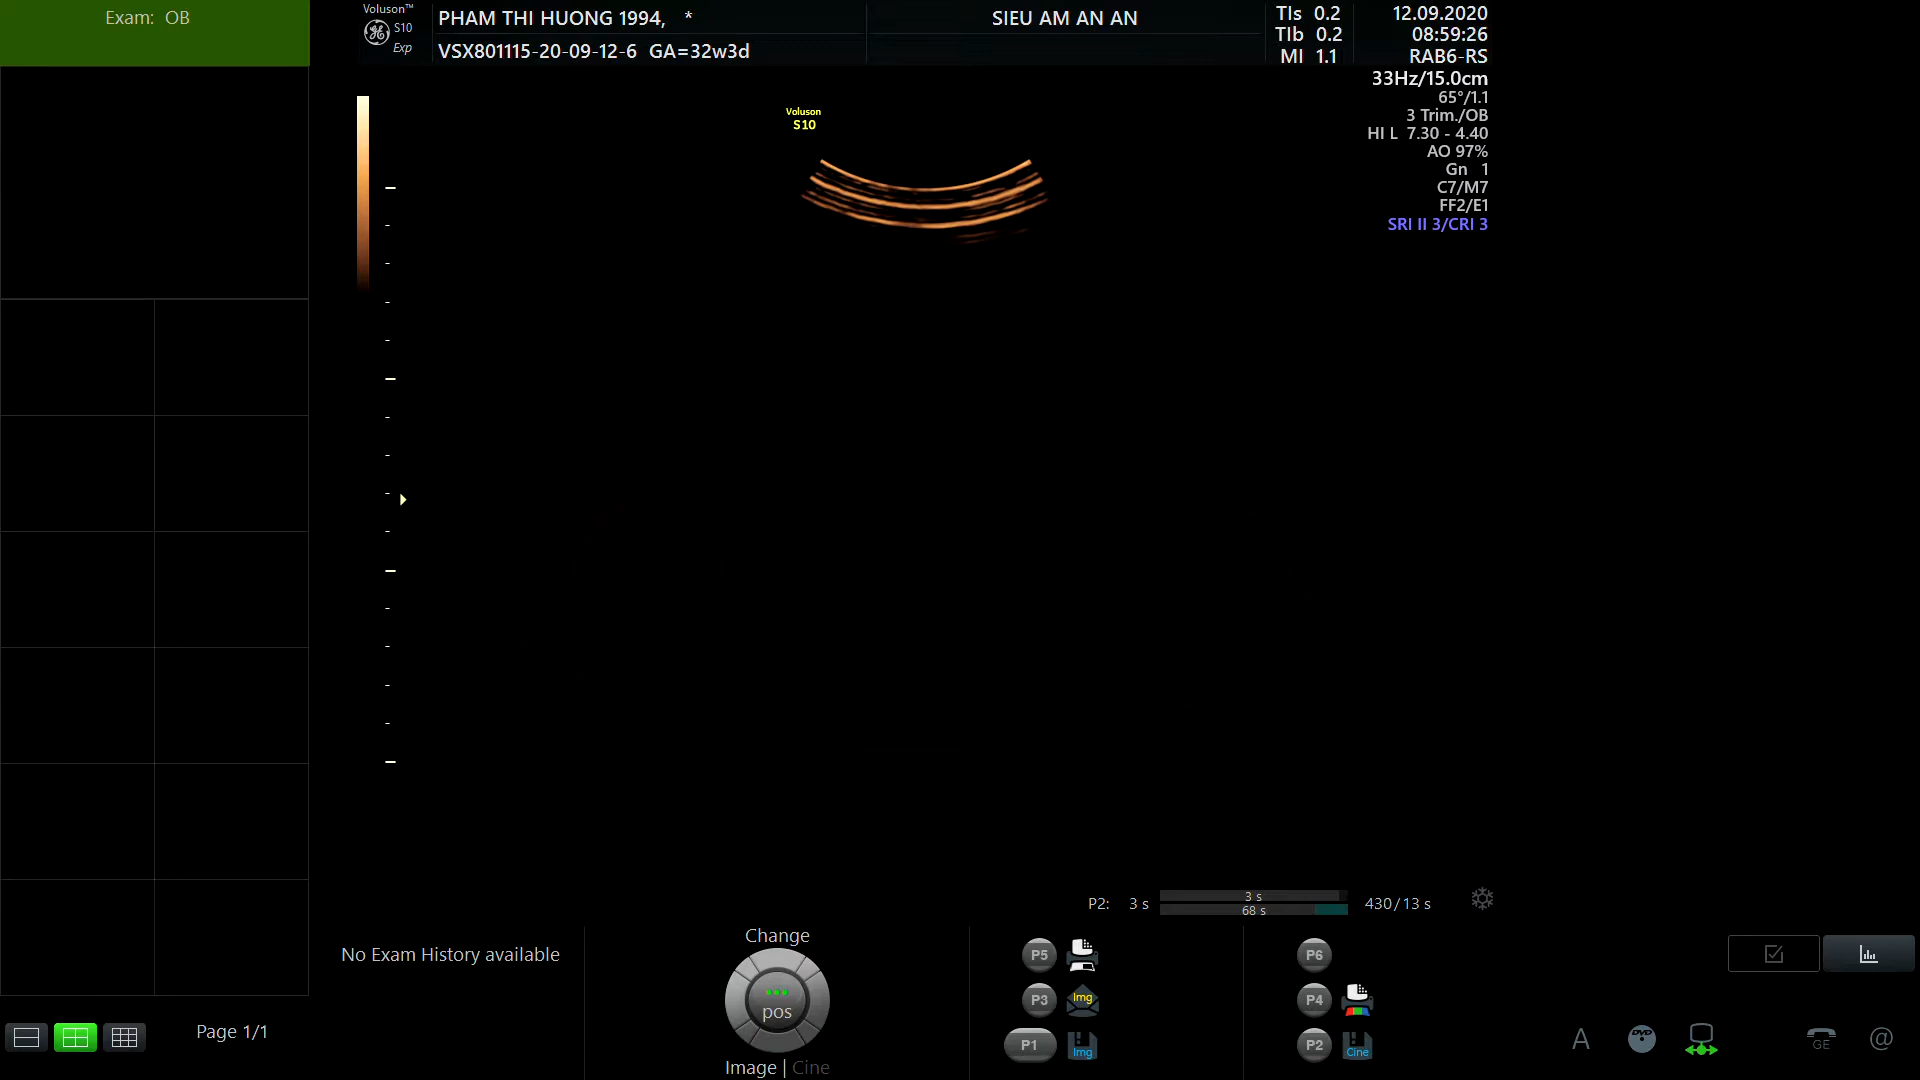 Exam: OB
Voluson™
S10
Exp
PHAM THI HUONG 1994, *
VSX801115-20-09-12-6 GA=32w3d
SIEU AM AN AN
TIs 0.2
TIb 0.2
MI 1.1
12.09.2020
08:59:26
RAB6-RS
33Hz/15.0cm
65°/1.1
3 Trim./OB
HI L 7.30 - 4.40
AO 97%
Gn 1
C7/M7
FF2/E1
SRI II 3/CRI 3
Voluson
S10
P2: 3 s
3 s
68 s
430/13 s
No Exam History available
Change
pos
Image | Cine
P5
P3 Img
P1 Img
P6
P4
P2 Cine
Page 1/1
A
DVD
GE
@